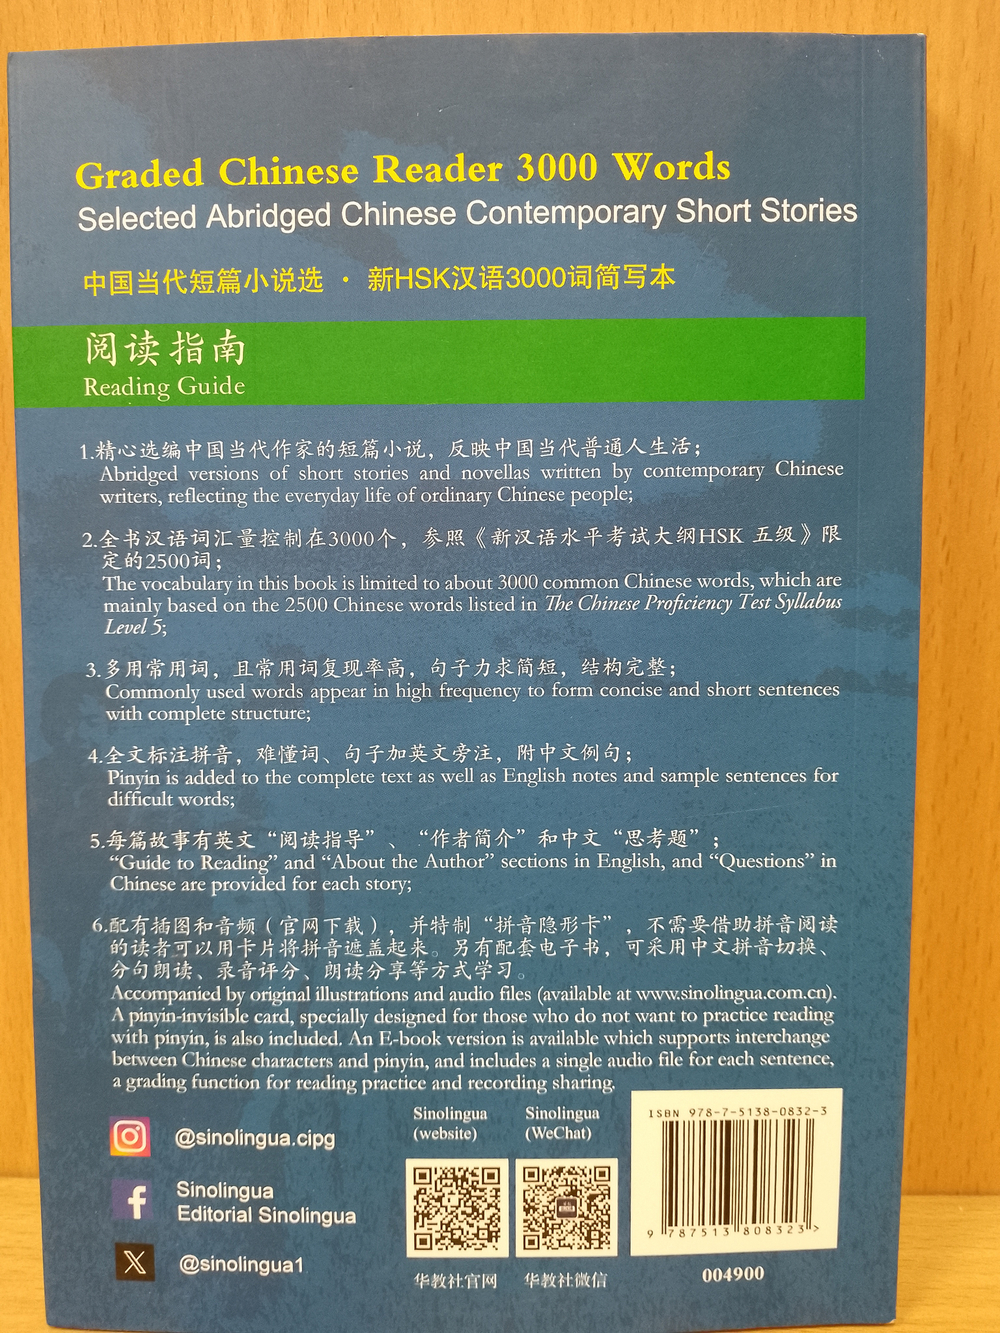 Graded Chinese Reader 3000 Words
Selected Abridged Chinese Contemporary Short Stories
中国当代短篇小说选 · 新HSK汉语3000词简写本
阅读指南
Reading Guide
1.精心选编中国当代作家的短篇小说，反映中国当代普通人生活；
Abridged versions of short stories and novellas written by contemporary Chinese
writers, reflecting the everyday life of ordinary Chinese people;
2.全书汉语词汇量控制在3000个，参照《新汉语水平考试大纲HSK 五级》限
定的2500词；
The vocabulary in this book is limited to about 3000 common Chinese words, which are
mainly based on the 2500 Chinese words listed in The Chinese Proficiency Test Syllabus
Level 5;
3.多用常用词，且常用词复现率高，句子力求简短，结构完整；
Commonly used words appear in high frequency to form concise and short sentences
with complete structure;
4.全文标注拼音，难懂词、句子加英文旁注，附中文例句；
Pinyin is added to the complete text as well as English notes and sample sentences for
difficult words;
5.每篇故事有英文“阅读指导”、“作者简介”和中文“思考题”；
“Guide to Reading” and “About the Author” sections in English, and “Questions” in
Chinese are provided for each story;
6.配有插图和音频（官网下载），并特制“拼音隐形卡”，不需要借助拼音阅读
的读者可以用卡片将拼音遮盖起来。另有配套电子书，可采用中文拼音切换、
分句朗读、录音评分、朗读分享等方式学习。
Accompanied by original illustrations and audio files (available at www.sinolingua.com.cn).
A pinyin-invisible card, specially designed for those who do not want to practice reading
with pinyin, is also included. An E-book version is available which supports interchange
between Chinese characters and pinyin, and includes a single audio file for each sentence,
a grading function for reading practice and recording sharing.
@sinolingua.cipg
Sinolingua
Editorial Sinolingua
@sinolingua1
Sinolingua
(website)
华教社官网
Sinolingua
(WeChat)
华教社微信
ISBN 978-7-5138-0832-3
9 787513 808323 >
004900